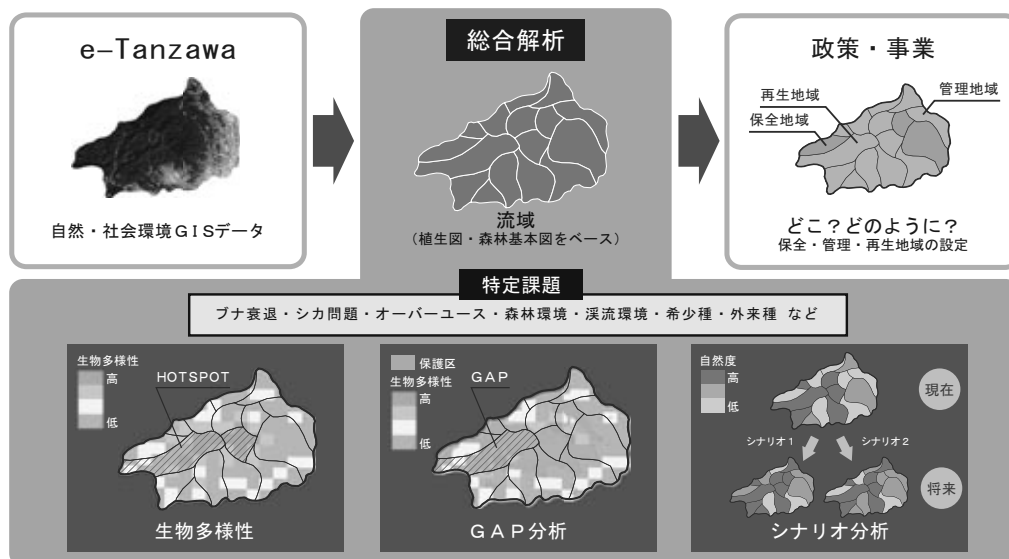 e-Tanzawa
自然・社会環境GISデータ
総合解析
流域
(植生図・森林基本図をベース)
政策・事業
管理地域
再生地域
保全地域
どこ？どのように？
保全・管理・再生地域の設定
特定課題
ブナ衰退・シカ問題・オーバーユース・森林環境・渓流環境・希少種・外来種 など
生物多様性
高
低
HOTSPOT
生物多様性
保護区
生物多様性
高
低
GAP
GAP分析
自然度
高
低
現在
シナリオ1
シナリオ2
将来
シナリオ分析